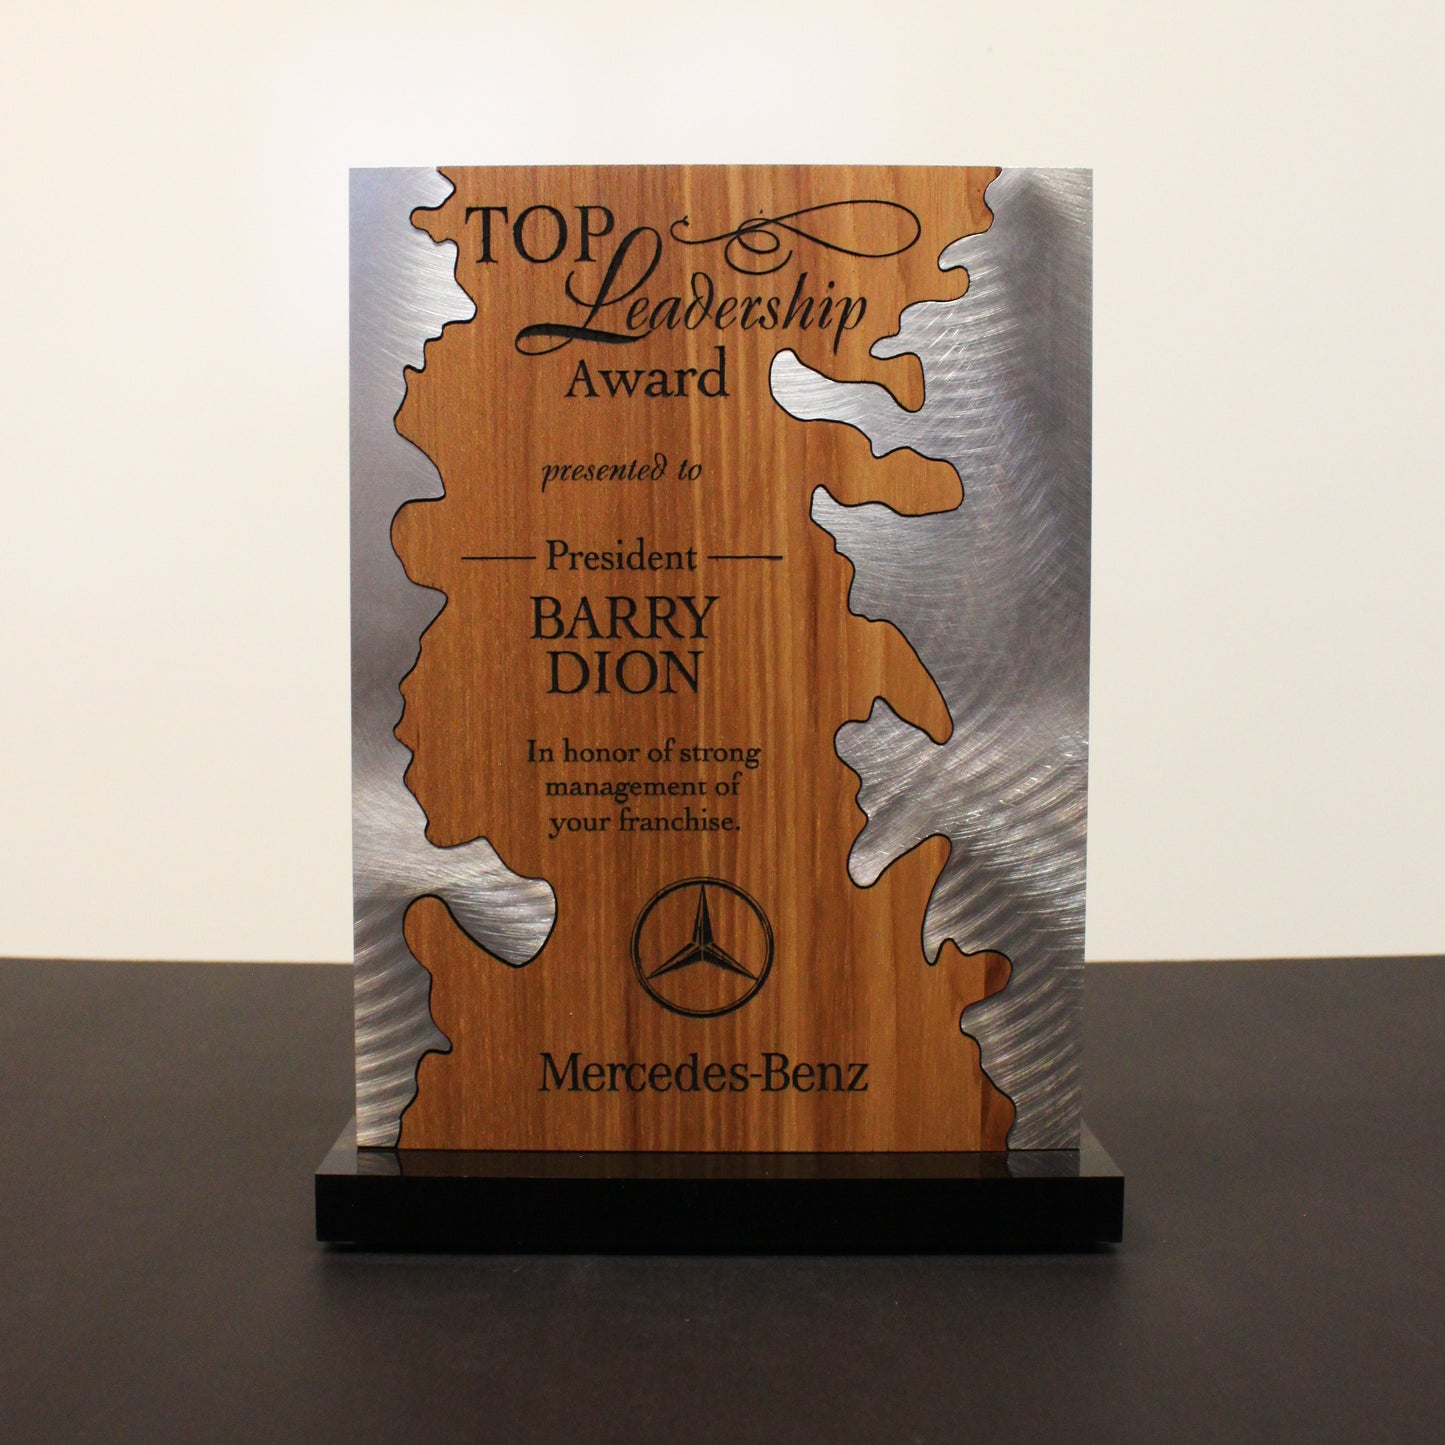 TOP
Leadership
Award
presented to
President
BARRY
DION
In honor of strong
management of
your franchise.
Mercedes-Benz